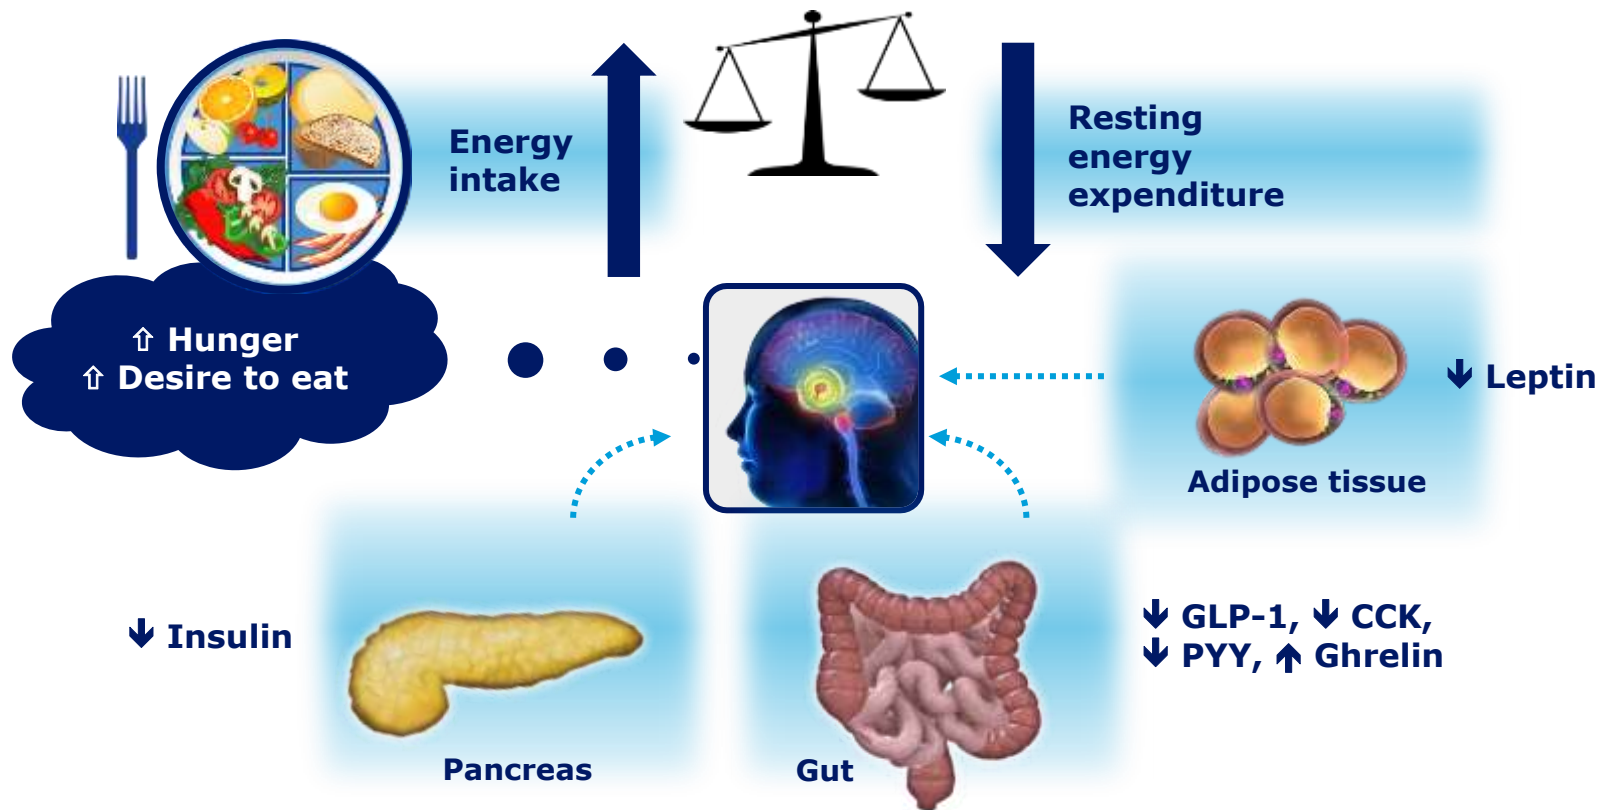 Energy
intake
Resting
energy
expenditure
⇧ Hunger
⇧ Desire to eat
🡻 Leptin
Adipose tissue
🡻 Insulin
🡻 GLP-1, 🡻 CCK,
🡻 PYY, 🡹 Ghrelin
Pancreas
Gut